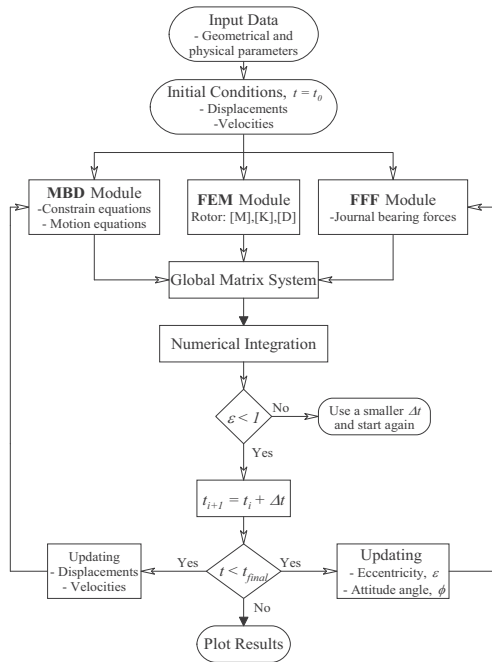 Input Data
- Geometrical and
physical parameters
Initial Conditions, t = t₀
- Displacements
-Velocities
MBD Module
-Constrain equations
- Motion equations
FEM Module
Rotor: [M],[K],[D]
FFF Module
-Journal bearing forces
Global Matrix System
Numerical Integration
ε < 1
No
Use a smaller Δt
and start again
Yes
tᵢ₊₁ = tᵢ + Δt
Updating
- Displacements
- Velocities
Yes
t < t_final
Yes
Updating
- Eccentricity, ε
- Attitude angle, ϕ
No
Plot Results